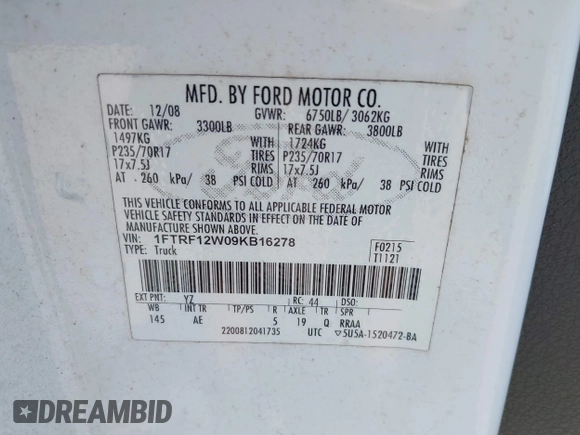 MFD. BY FORD MOTOR CO.
DATE: 12/08 GVWR: 6750LB/ 3062KG
FRONT GAWR: 3300LB REAR GAWR: 3800LB
1497KG WITH 1724KG WITH
P235/70R17 TIRES P235/70R17 TIRES
17x7.5J RIMS 17x7.5J RIMS
AT 260 kPa/ 38 PSI COLD AT 260 kPa/ 38 PSI COLD
THIS VEHICLE CONFORMS TO ALL APPLICABLE FEDERAL MOTOR
VEHICLE SAFETY STANDARDS IN EFFECT ON THE DATE OF
MANUFACTURE SHOWN ABOVE.
VIN: 1FTRF12W09KB16278 F0215
TYPE: Truck T1121
EXT PNT: YZ RC: 44 DSO:
WB INT TR TP/PS R AXLE TR SPR
145 AE 5 19 Q RRAA
2200812041735 UTC ▽5U5A-1520472-BA
Ford
DREAMBID